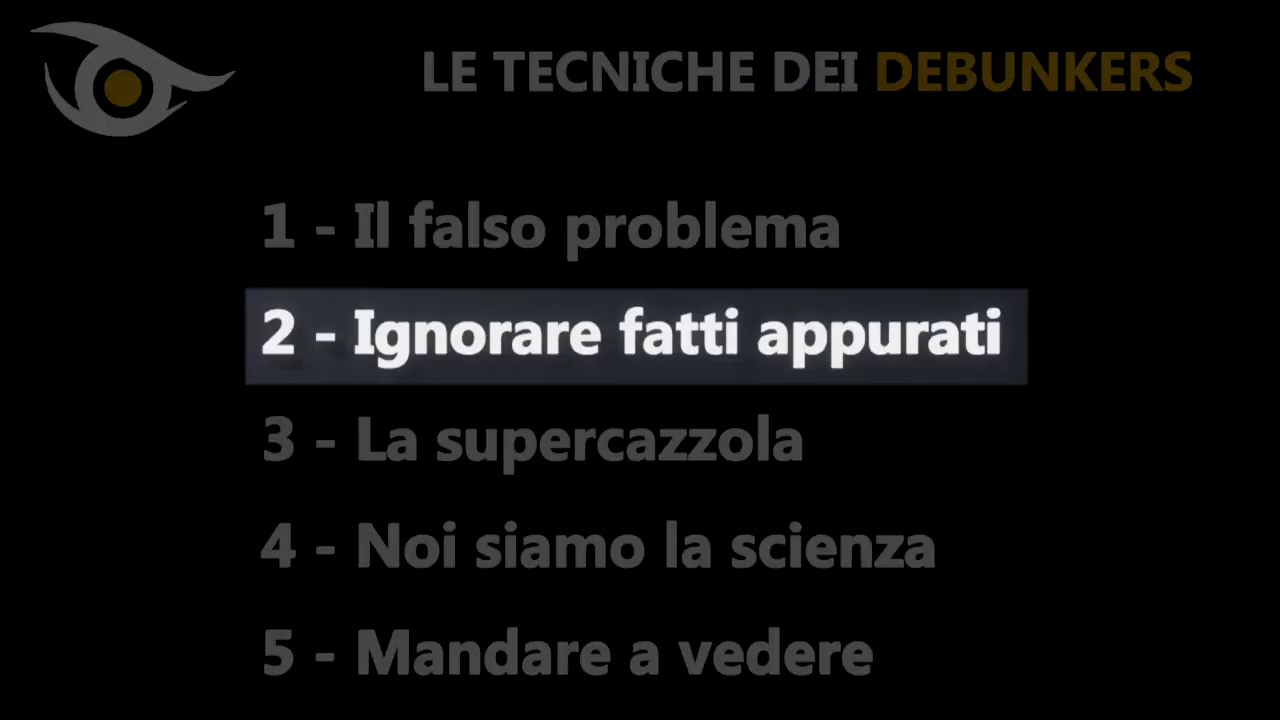 LE TECNICHE DEI DEBUNKERS
1 - Il falso problema
2 - Ignorare fatti appurati
3 - La supercazzola
4 - Noi siamo la scienza
5 - Mandare a vedere